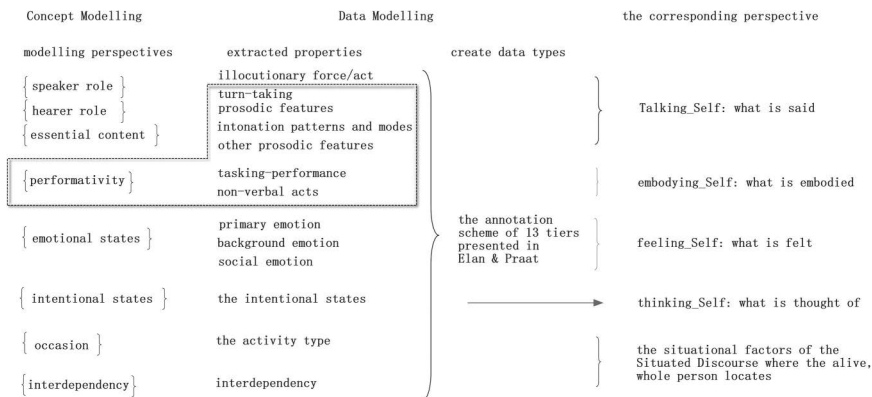 Concept Modelling Data Modelling the corresponding perspective
modelling perspectives extracted properties create data types
{speaker role} illocutionary force/act
turn-taking
{hearer role} prosodic features Talking_Self: what is said
{essential content} intonation patterns and modes
other prosodic features
{performativity} tasking-performance embodying_Self: what is embodied
non-verbal acts
primary emotion
{emotional states} background emotion feeling_Self: what is felt
social emotion
the annotation
scheme of 13 tiers
presented in
Elan & Praat
{intentional states} the intentional states thinking_Self: what is thought of
{occasion} the activity type
the situational factors of the
Situated Discourse where the alive,
whole person locates
{interdependency} interdependency